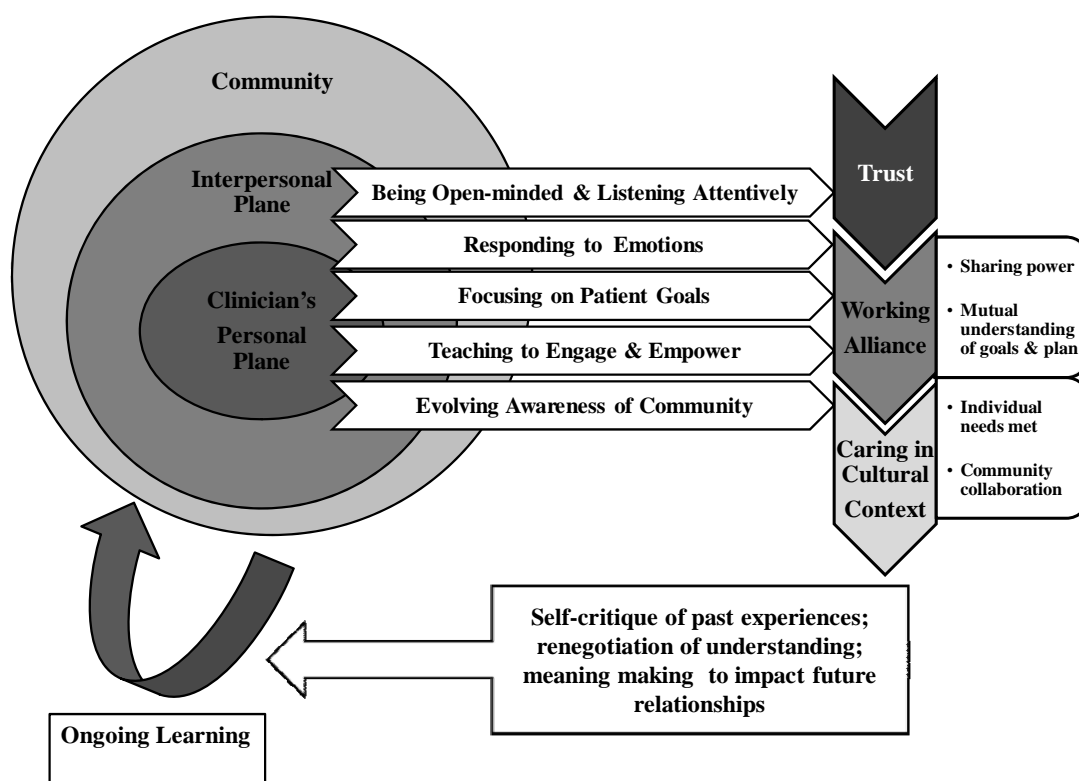 Community
Interpersonal
Plane
Clinician's
Personal
Plane
Being Open-minded & Listening Attentively
Responding to Emotions
Focusing on Patient Goals
Teaching to Engage & Empower
Evolving Awareness of Community
Trust
Working
Alliance
• Sharing power
• Mutual
understanding
of goals & plan
Caring in
Cultural
Context
• Individual
needs met
• Community
collaboration
Self-critique of past experiences;
renegotiation of understanding;
meaning making to impact future
relationships
Ongoing Learning